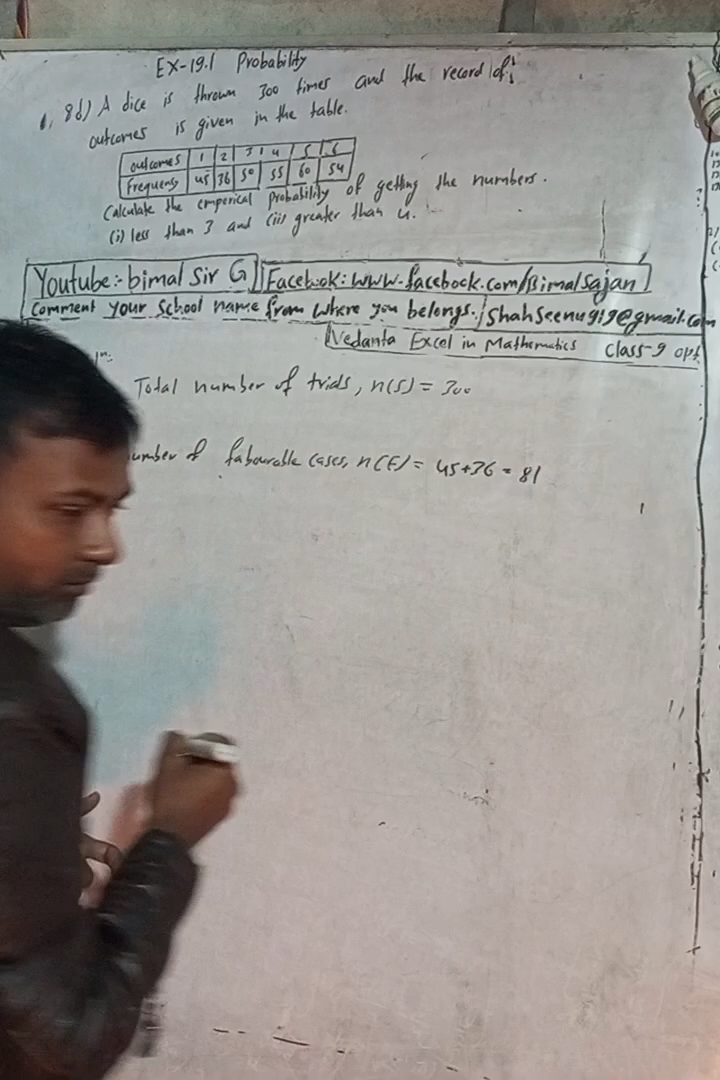 EX-19.1 Probability
8d) A dice is thrown 300 times and the record of
outcomes is given in the table.
outcomes 1 2 3 4 5 6
Frequency 45 36 50 55 60 54
Calculate the emperical Probability of getting the numbers.
(i) less than 3 and (ii) greater than 4.
Youtube:- bimal Sir G Facebook: www.facebook.com/Bimalsajan
Comment your School name from where you belongs. Shahseenu919@gmail.com
Vedanta Excel in Mathematics Class-9 opt
Total number of trials, n(S) = 300
umber of fabourable cases, n(E) = 45+36 = 81